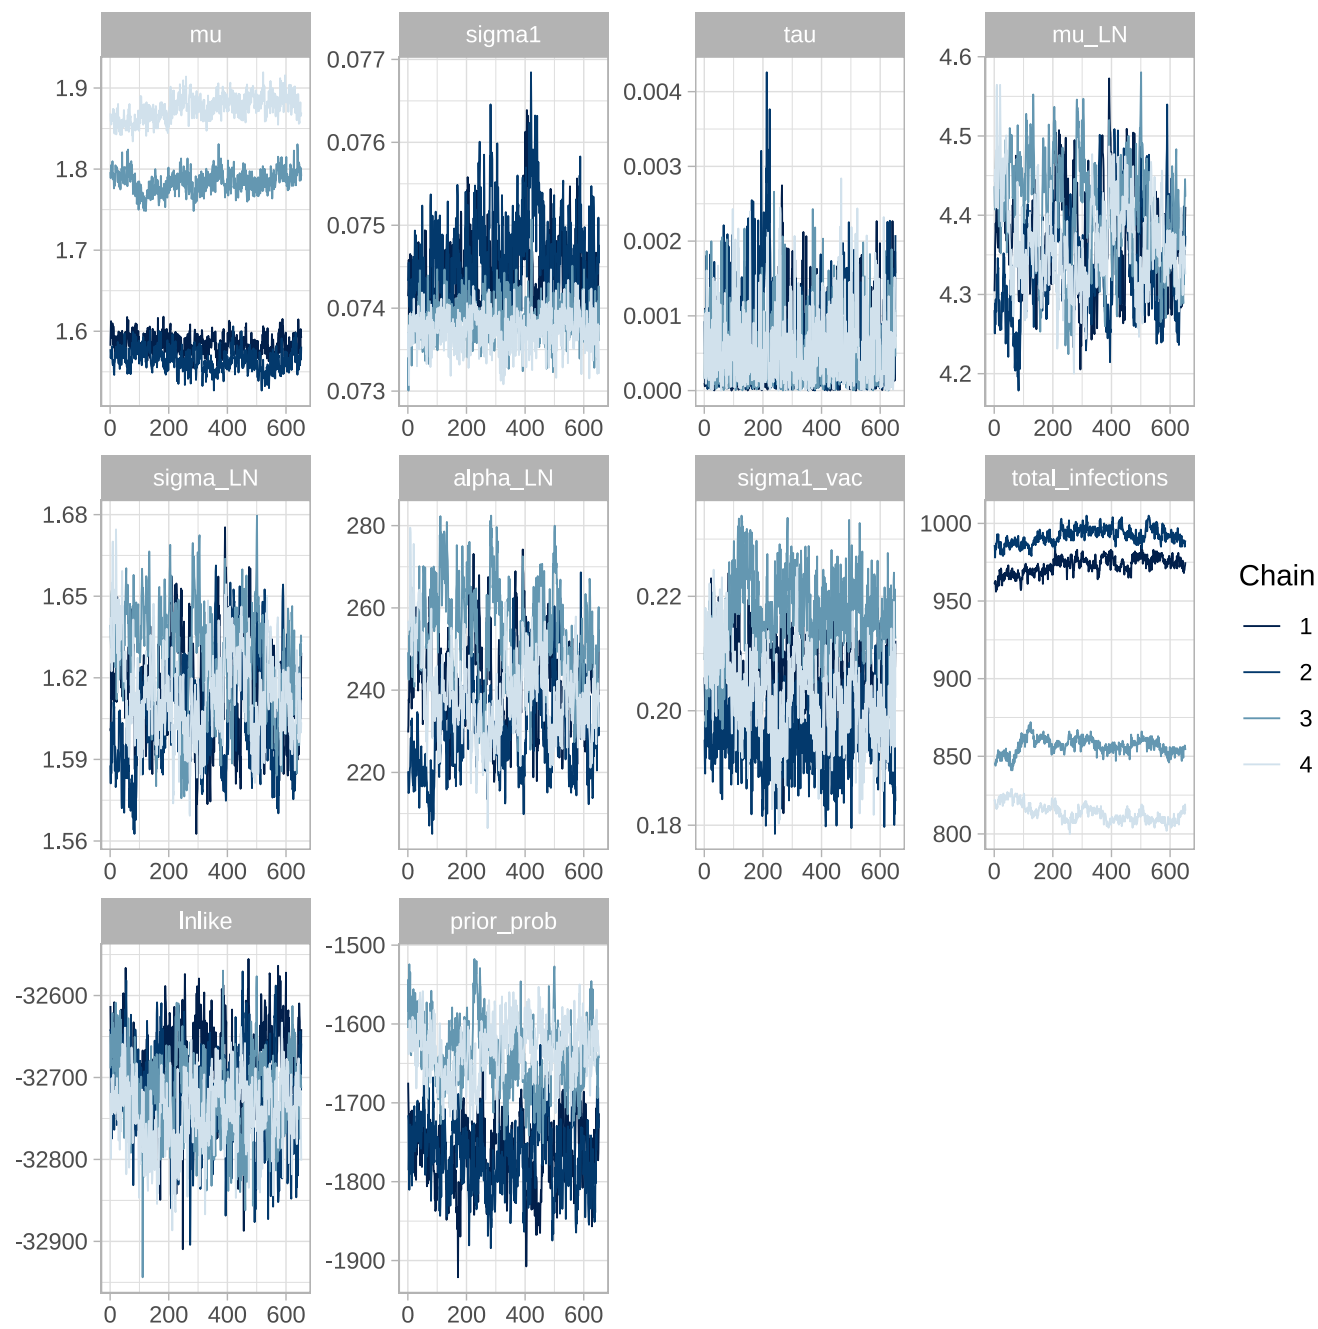 mu
sigma1
tau
mu_LN
1.9
1.8
1.7
1.6
0.077
0.076
0.075
0.074
0.073
0.004
0.003
0.002
0.001
0.000
4.6
4.5
4.4
4.3
4.2
0 200 400 600
0 200 400 600
0 200 400 600
0 200 400 600
sigma_LN
alpha_LN
sigma1_vac
total_infections
1.68
1.65
1.62
1.59
1.56
280
260
240
220
0.22
0.20
0.18
1000
950
900
850
800
0 200 400 600
0 200 400 600
0 200 400 600
0 200 400 600
Chain
1
2
3
4
lnlike
prior_prob
-32600
-32700
-32800
-32900
-1500
-1600
-1700
-1800
-1900
0 200 400 600
0 200 400 600